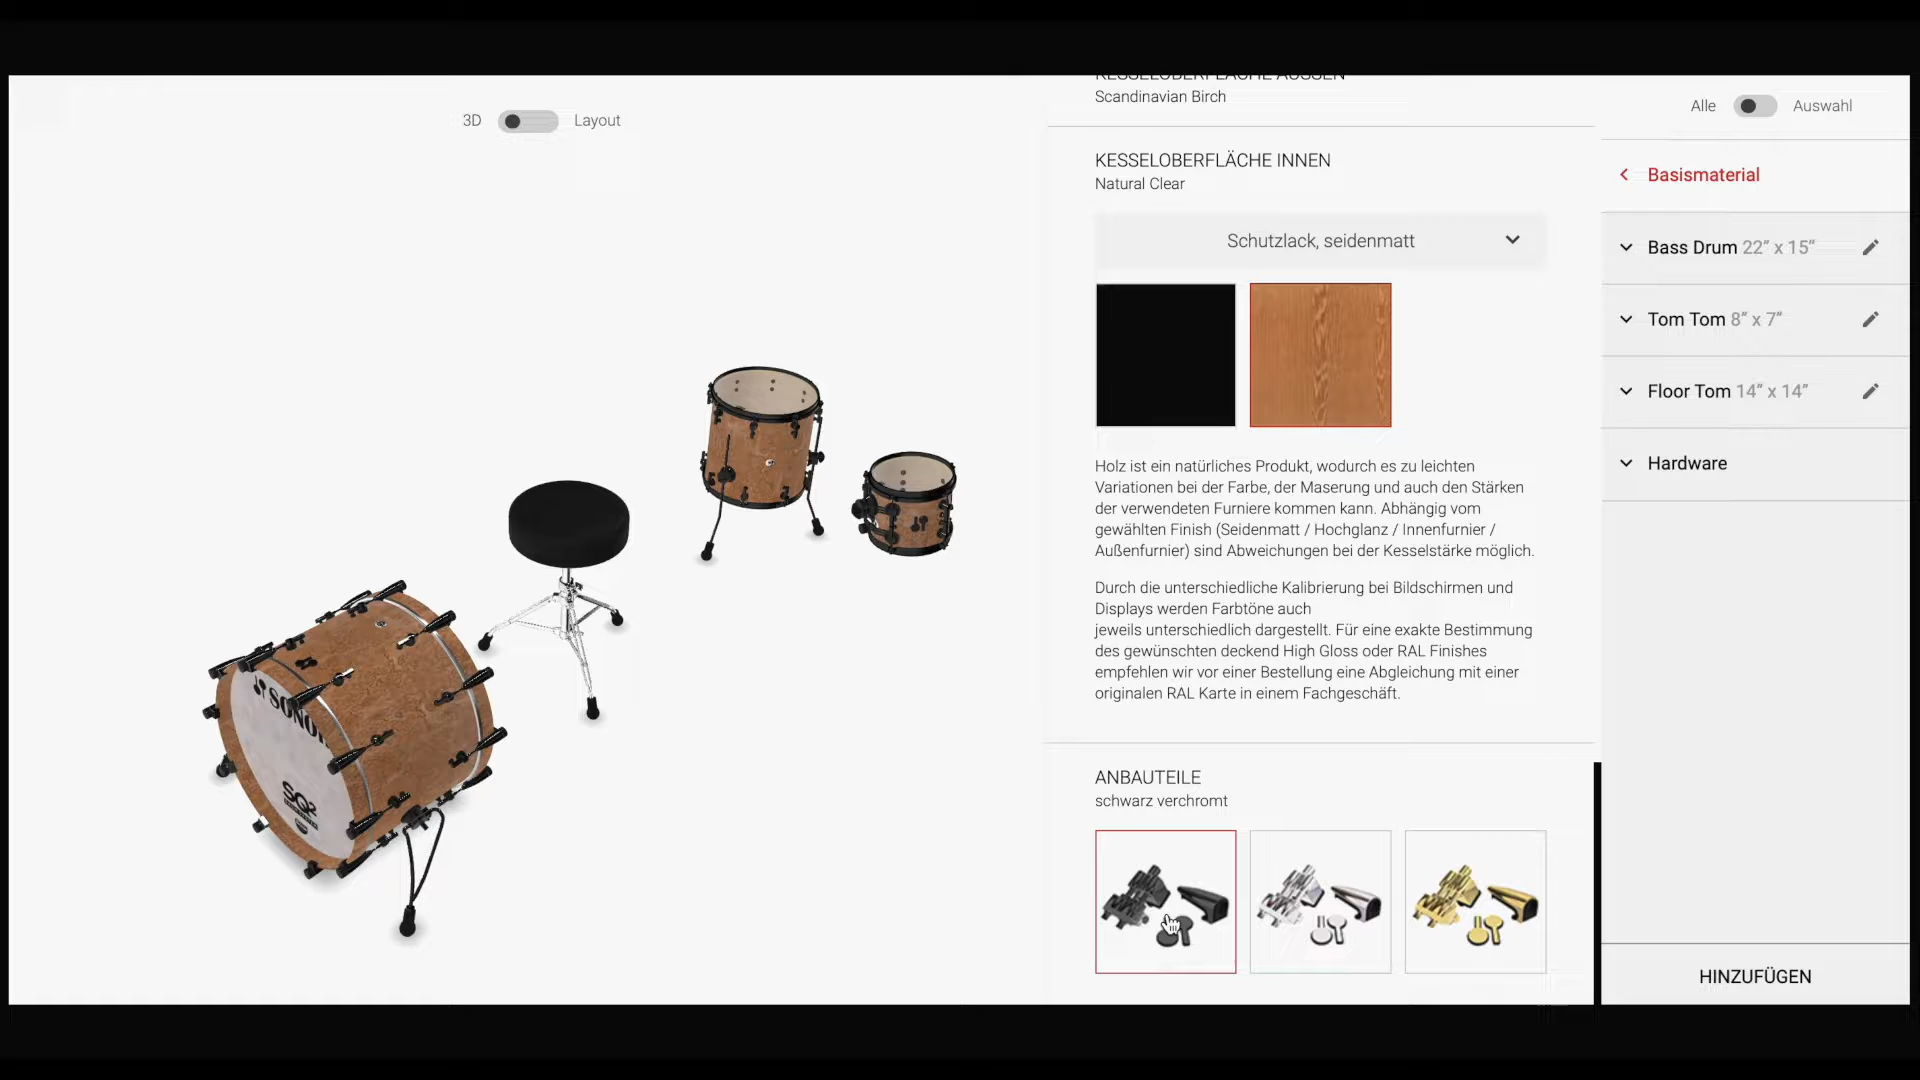 3D
Layout
KESSELOBERFLÄCHE AUSSEN
Scandinavian Birch
KESSELOBERFLÄCHE INNEN
Natural Clear
Schutzlack, seidenmatt
Holz ist ein natürliches Produkt, wodurch es zu leichten
Variationen bei der Farbe, der Maserung und auch den Stärken
der verwendeten Furniere kommen kann. Abhängig vom
gewählten Finish (Seidenmatt / Hochglanz / Innenfurnier /
Außenfurnier) sind Abweichungen bei der Kesselstärke möglich.
Durch die unterschiedliche Kalibrierung bei Bildschirmen und
Displays werden Farbtöne auch
jeweils unterschiedlich dargestellt. Für eine exakte Bestimmung
des gewünschten deckend High Gloss oder RAL Finishes
empfehlen wir vor einer Bestellung eine Abgleichung mit einer
originalen RAL Karte in einem Fachgeschäft.
ANBAUTEILE
schwarz verchromt
Alle
Auswahl
Basismaterial
Bass Drum 22” x 15”
Tom Tom 8” x 7”
Floor Tom 14” x 14”
Hardware
HINZUFÜGEN
SONOR
SQ2